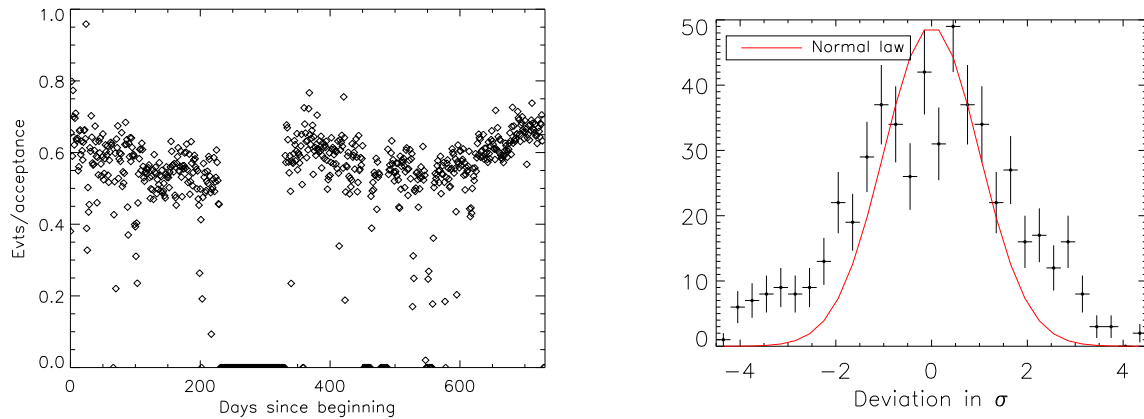 1.0
0.8
0.6
0.4
0.2
0.0
Evts/acceptance
0 200 400 600
Days since beginning
50
40
30
20
10
0
Normal law
−4 −2 0 2 4
Deviation in σ